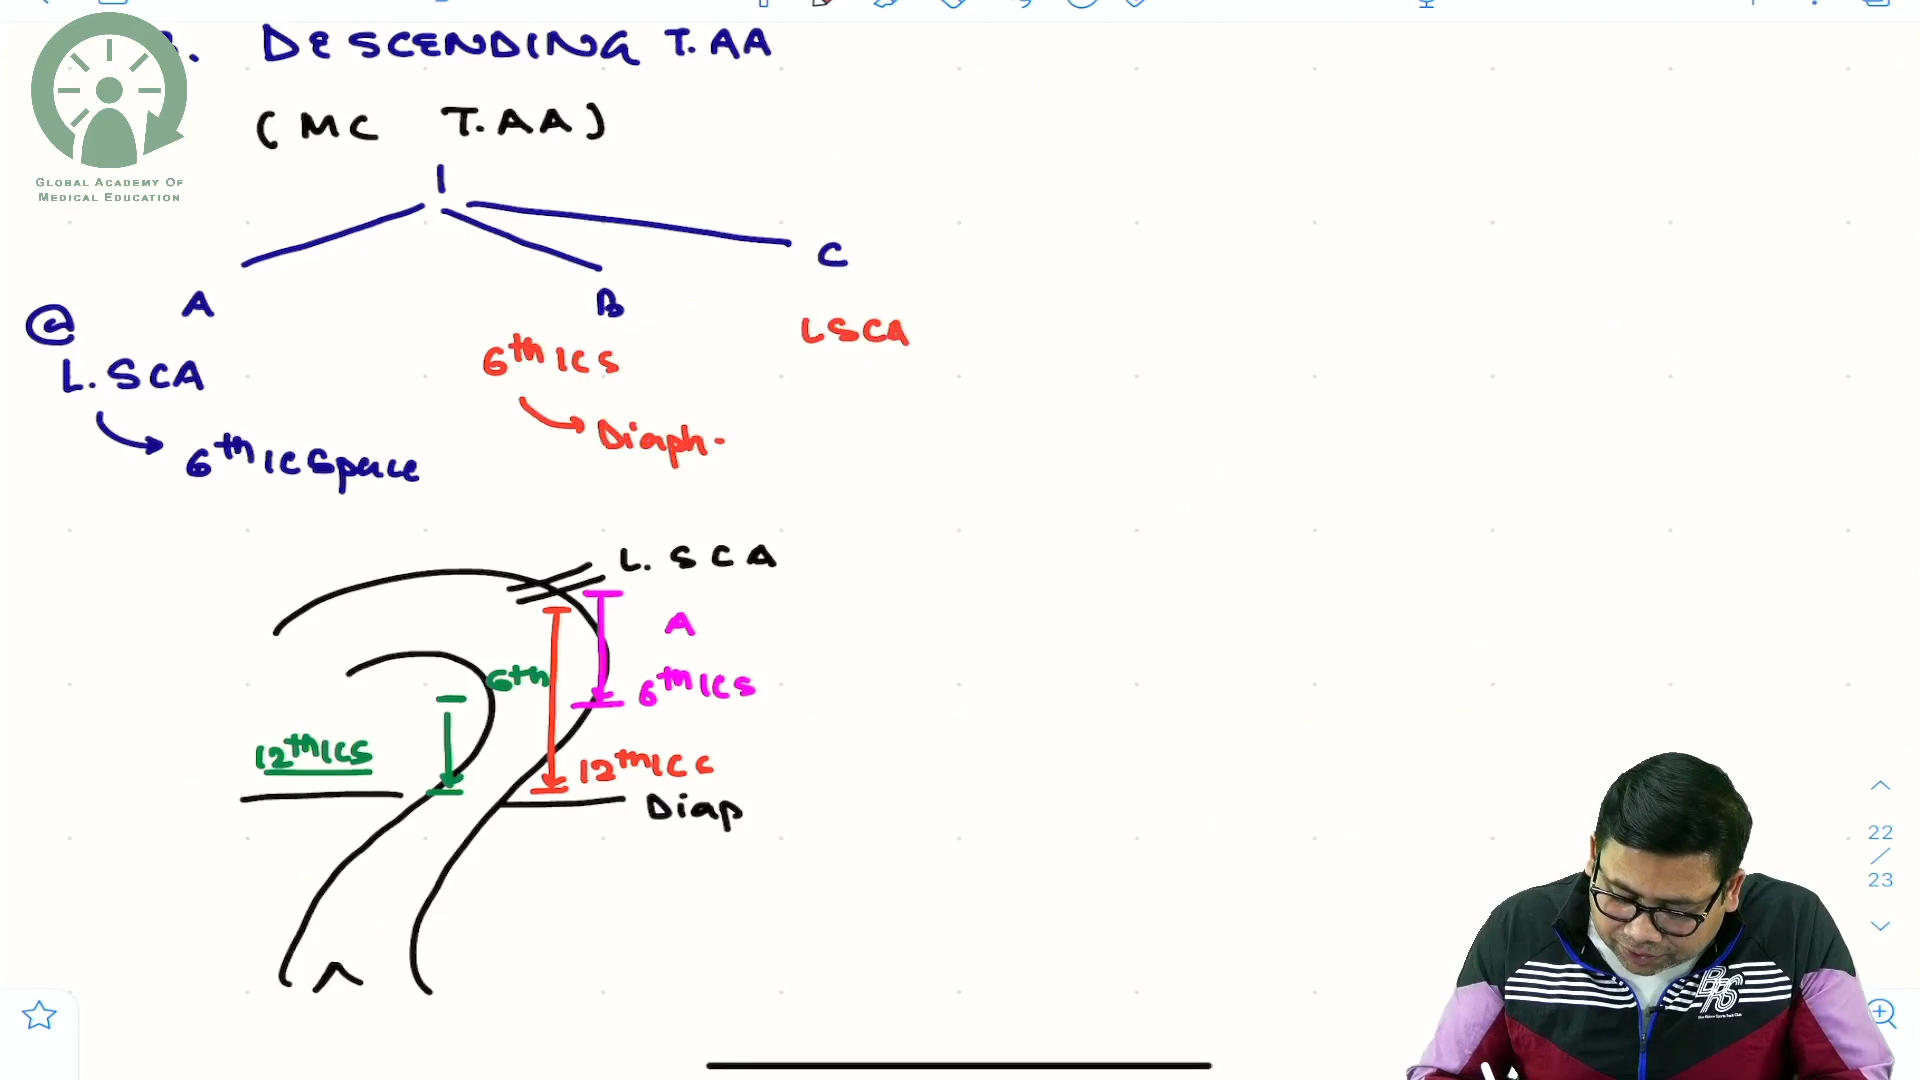 DESCENDING T.AA
(MC T.AA)
A
B
C
@ L.SCA
6th IC Space
6th ICS
Diaph.
LSCA
L. SCA
A
6th ICS
6th
12th ICS
12th ICC
Diap
GLOBAL ACADEMY OF
MEDICAL EDUCATION
22
/
23